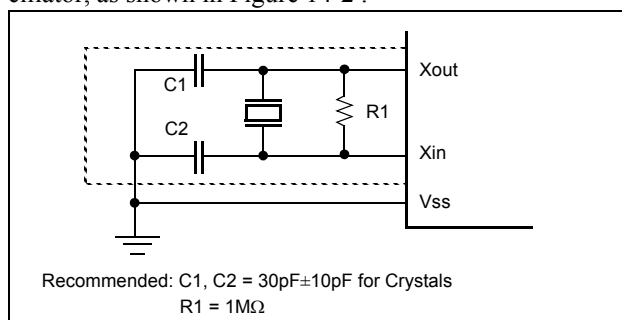 C1
Xout
R1
C2
Xin
Vss
Recommended: C1, C2 = 30pF±10pF for Crystals
R1 = 1MΩ